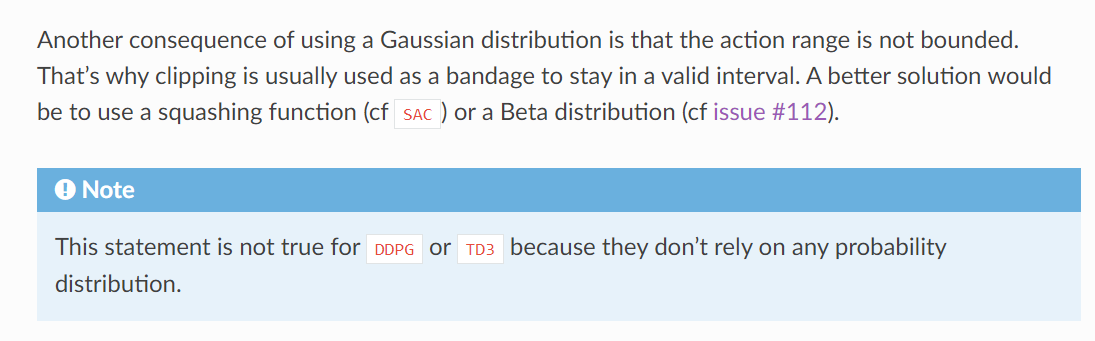 Another consequence of using a Gaussian distribution is that the action range is not bounded.
That’s why clipping is usually used as a bandage to stay in a valid interval. A better solution would
be to use a squashing function (cf SAC ) or a Beta distribution (cf issue #112).
Note
This statement is not true for DDPG or TD3 because they don’t rely on any probability
distribution.